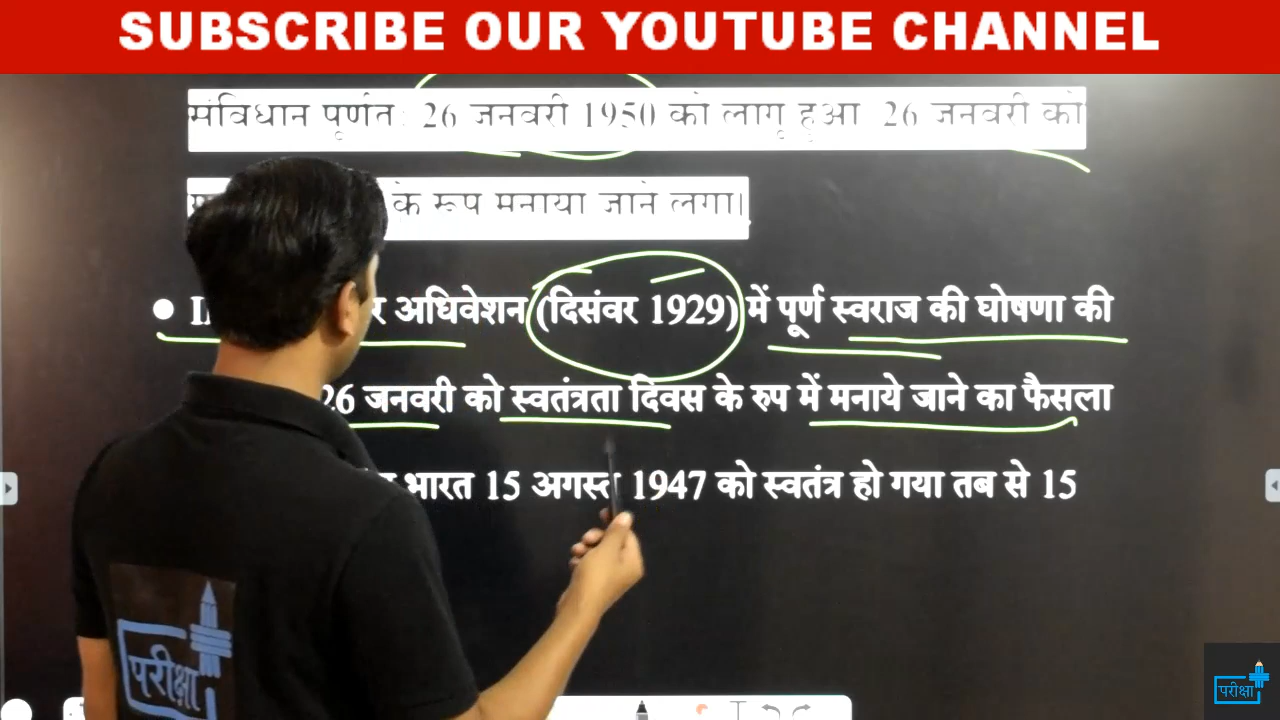 SUBSCRIBE OUR YOUTUBE CHANNEL
संविधान पूर्णत: 26 जनवरी 1950 को लागू हुआ 26 जनवरी को
के रूप मनाया जाने लगा।
अधिवेशन (दिसंबर 1929) में पूर्ण स्वराज की घोषणा की
26 जनवरी को स्वतंत्रता दिवस के रुप में मनाये जाने का फैसला
भारत 15 अगस्त 1947 को स्वतंत्र हो गया तब से 15
परीक्षा
परीक्षा